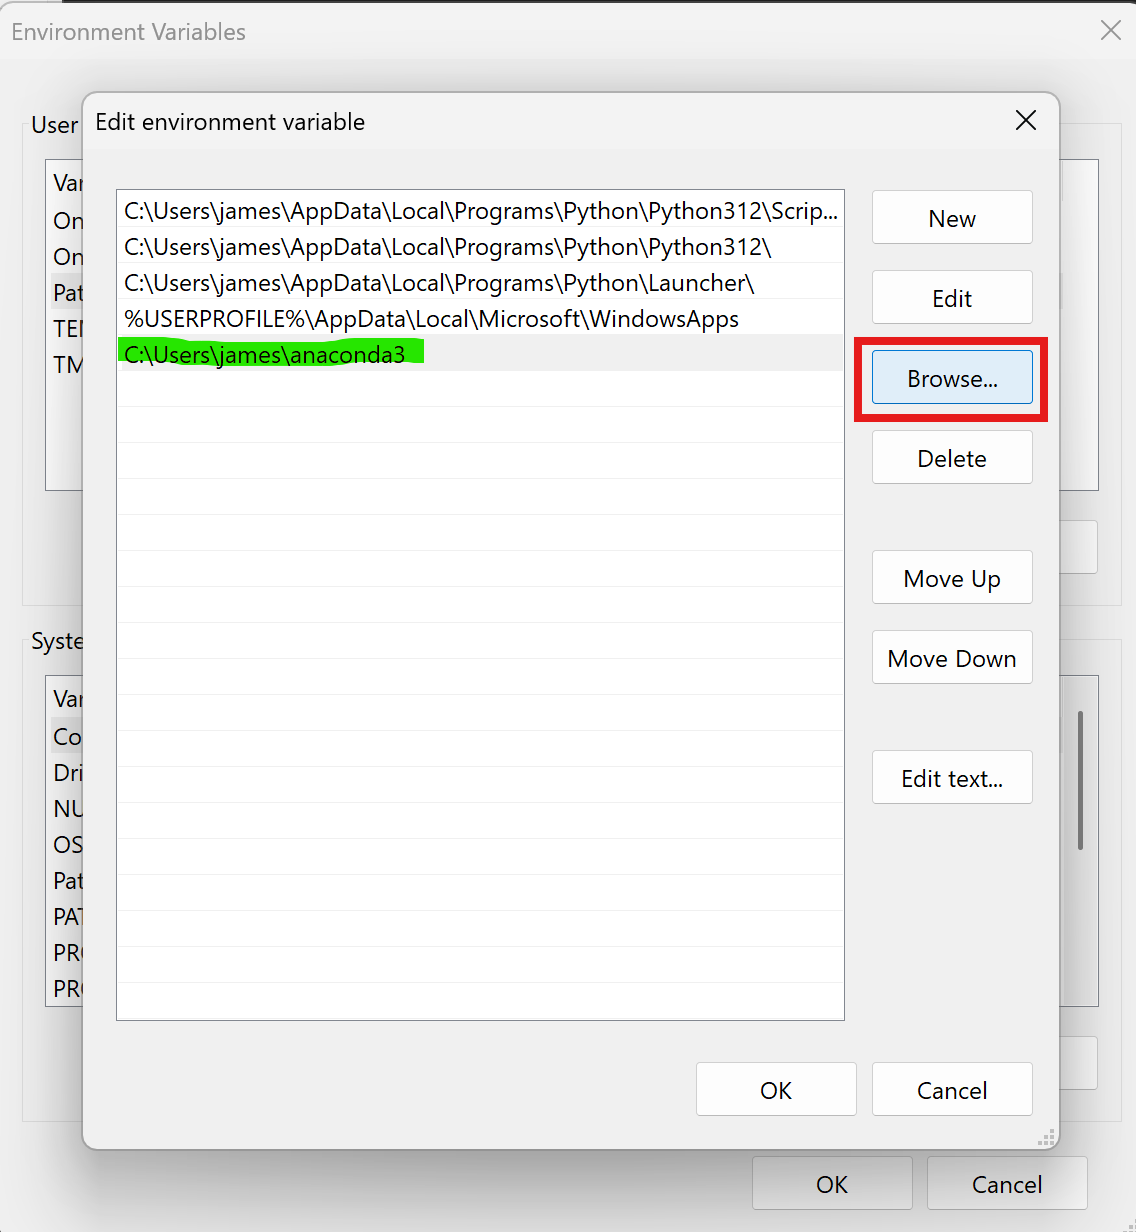 Environment Variables
User
Edit environment variable
Var
On
On
Pat
TEM
TM
C:\Users\james\AppData\Local\Programs\Python\Python312\Scrip...
C:\Users\james\AppData\Local\Programs\Python\Python312\
C:\Users\james\AppData\Local\Programs\Python\Launcher\
%USERPROFILE%\AppData\Local\Microsoft\WindowsApps
C:\Users\james\anaconda3
New
Edit
Browse...
Delete
Move Up
Move Down
Edit text...
Syste
Var
Co
Dri
NU
OS
Pat
PAT
PRO
PRO
OK
Cancel
OK
Cancel